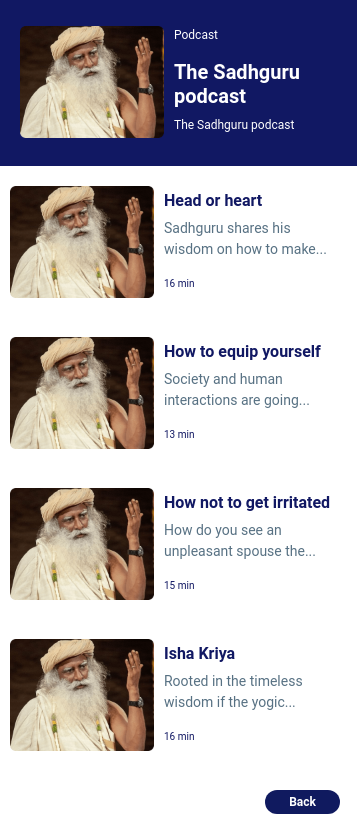 Podcast
The Sadhguru
podcast
The Sadhguru podcast
Head or heart
Sadhguru shares his
wisdom on how to make...
16 min
How to equip yourself
Society and human
interactions are going...
13 min
How not to get irritated
How do you see an
unpleasant spouse the...
15 min
Isha Kriya
Rooted in the timeless
wisdom if the yogic...
16 min
Back